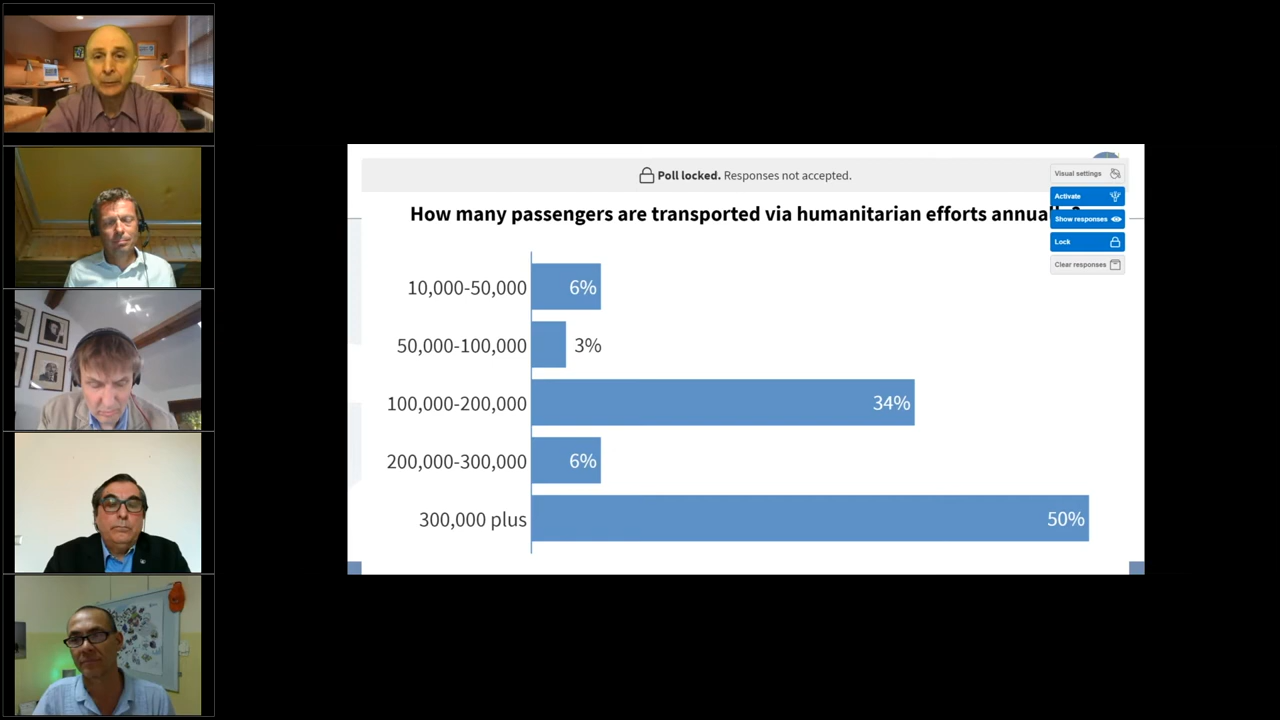 Poll locked. Responses not accepted.
Visual settings
Activate
How many passengers are transported via humanitarian efforts
Show responses
Lock
Clear responses
10,000-50,000 6%
50,000-100,000 3%
100,000-200,000 34%
200,000-300,000 6%
300,000 plus 50%